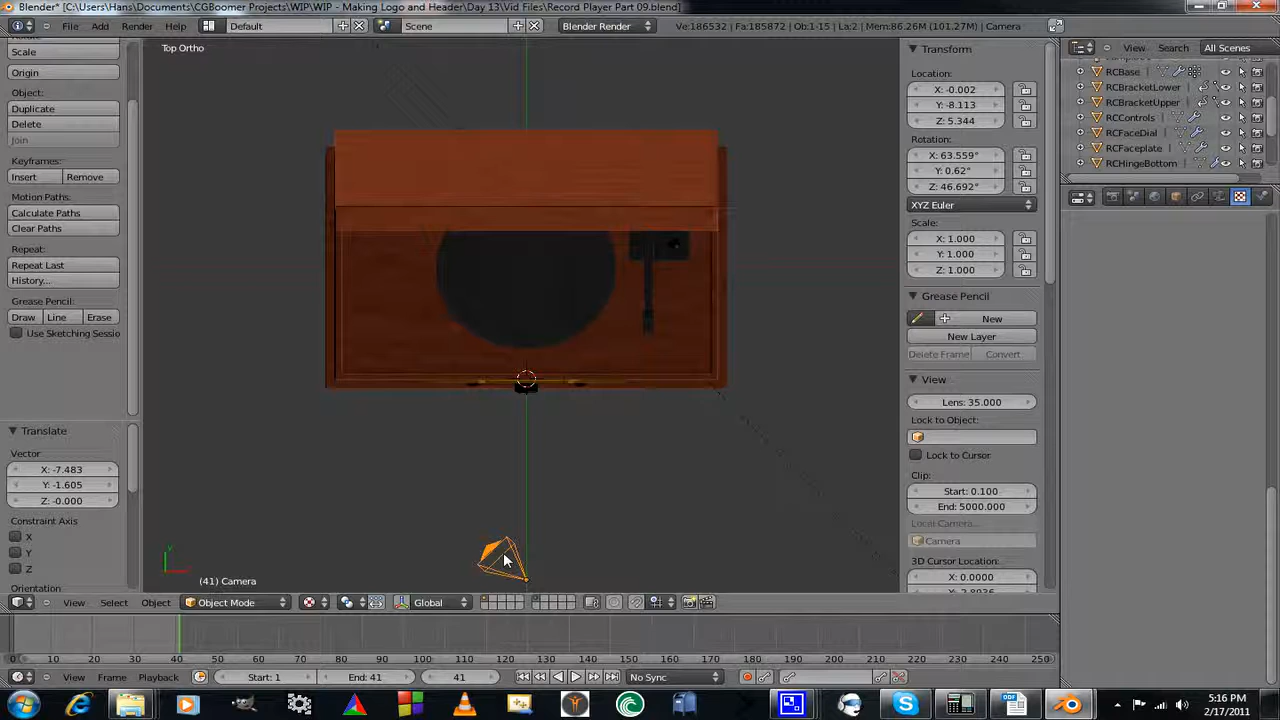 Blender* [C:\Users\Hans\Documents\CGBoomer Projects\WIP\WIP - Making Logo and Header\Day 13\Vid Files\Record Player Part 09.blend]
File Add Render Help Default Scene Blender Render Ve:186532 | Fa:185872 | Ob:1-15 | La:2 | Mem:86.26M (101.27M) | Camera
Scale
Origin
Object:
Duplicate
Delete
Join
Keyframes:
Insert Remove
Motion Paths:
Calculate Paths
Clear Paths
Repeat:
Repeat Last
History...
Grease Pencil:
Draw Line Erase
Use Sketching Sessio
Translate
Vector
X: -7.483
Y: -1.605
Z: -0.000
Constraint Axis
X
Y
Z
Orientation
Top Ortho
Y
(41) Camera
Transform
Location:
X: -0.002
Y: -8.113
Z: 5.344
Rotation:
X: 63.559°
Y: 0.62°
Z: 46.692°
XYZ Euler
Scale:
X: 1.000
Y: 1.000
Z: 1.000
Grease Pencil
New
New Layer
Delete Frame Convert
View
Lens: 35.000
Lock to Object:
Lock to Cursor
Clip:
Start: 0.100
End: 5000.000
Local Camera...
Camera
3D Cursor Location:
X: 0.0000
View Search All Scenes
RCBase
RCBracketLower
RCBracketUpper
RCControls
RCFaceDial
RCFaceplate
RCHingeBottom
View Select Object Object Mode Global
0 10 20 30 40 50 60 70 80 90 100 110 120 130 140 150 160 170 180 190 200 210 220 230 240 250
View Frame Playback Start: 1 End: 41 41 No Sync
5:16 PM
2/17/2011